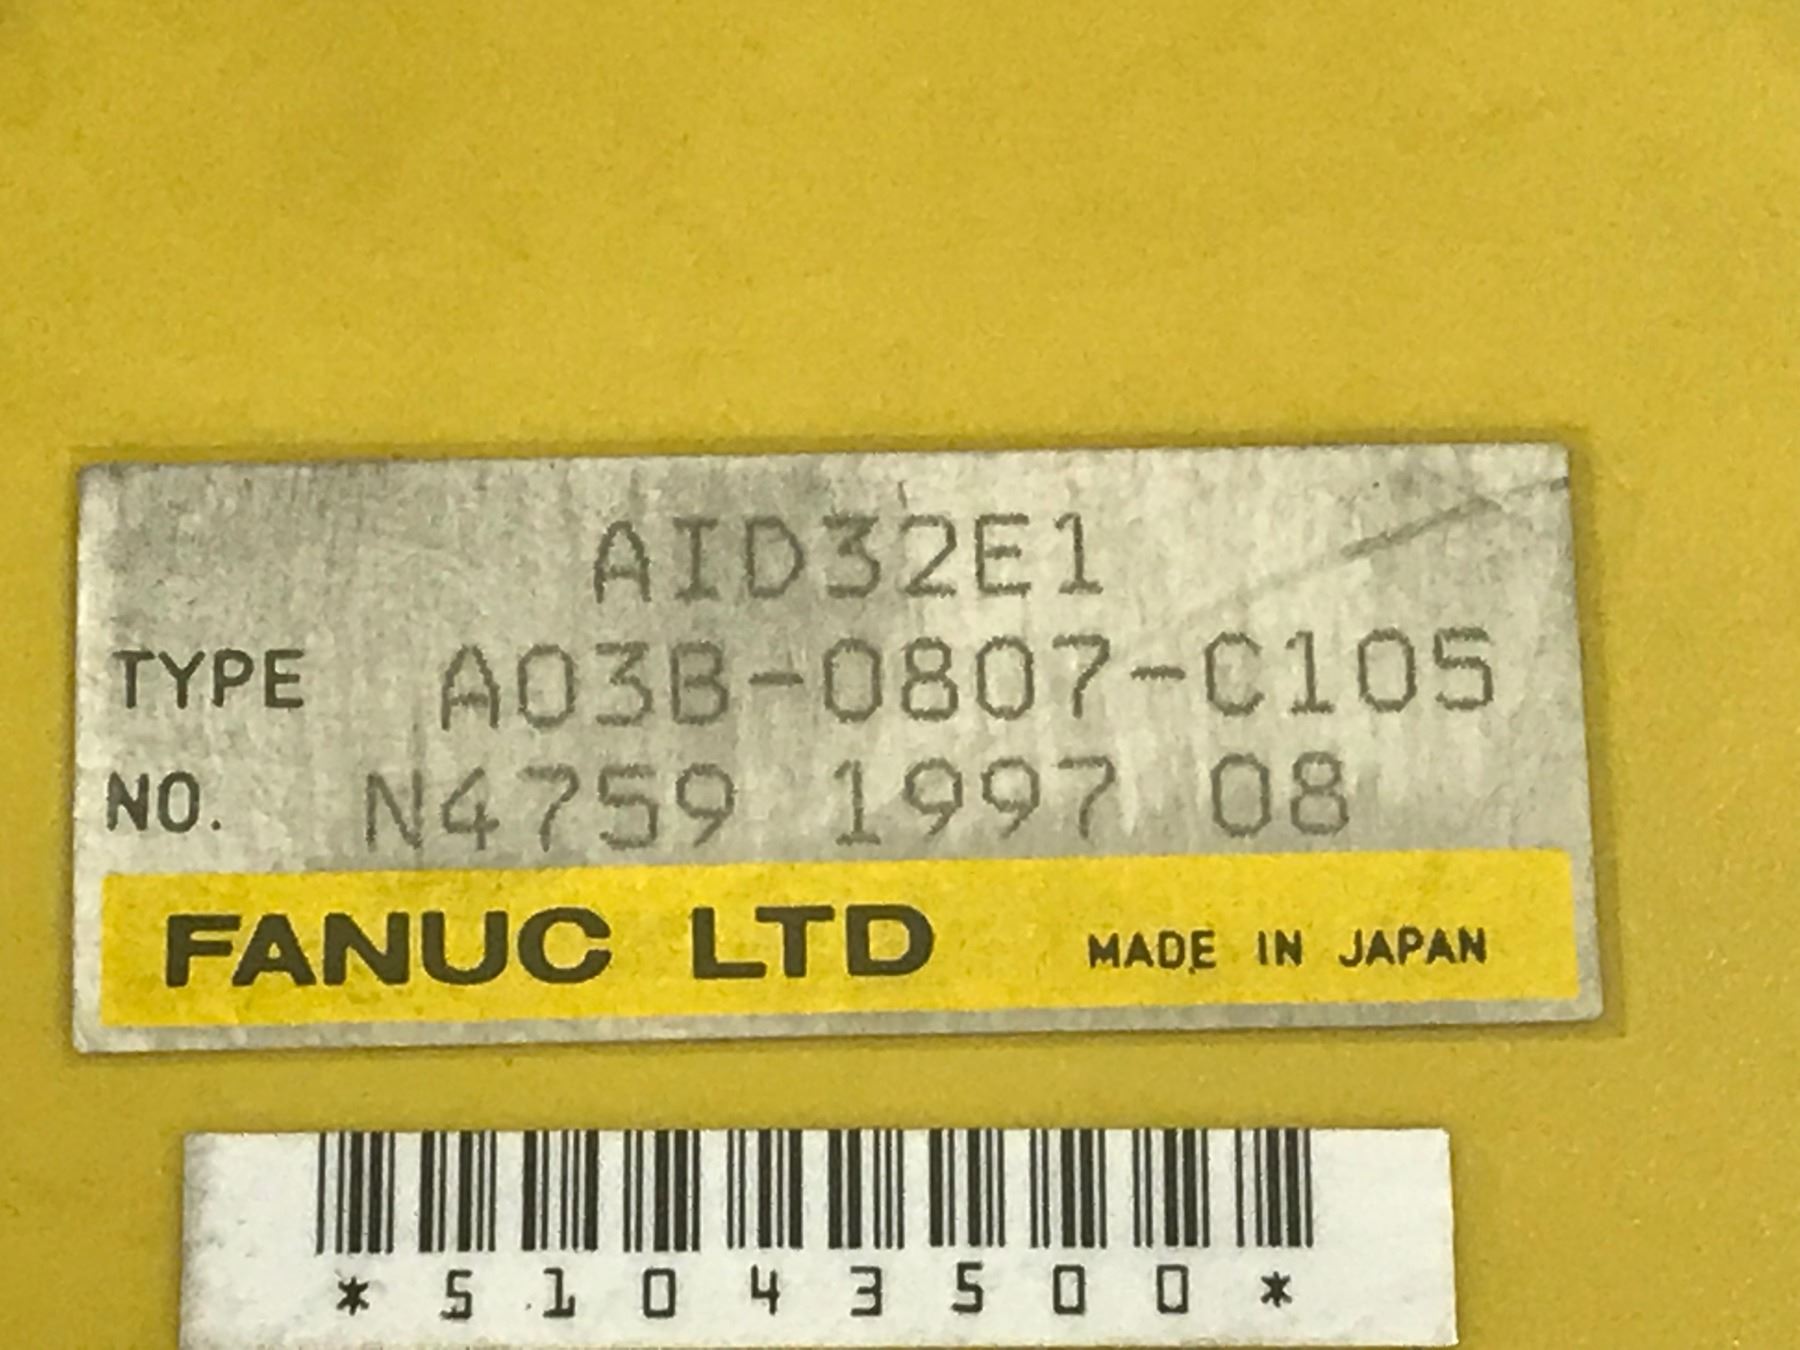 AID32E1
TYPE A03B-0807-C105
NO. N4759 1997 08
FANUC LTD MADE IN JAPAN
*51043500*